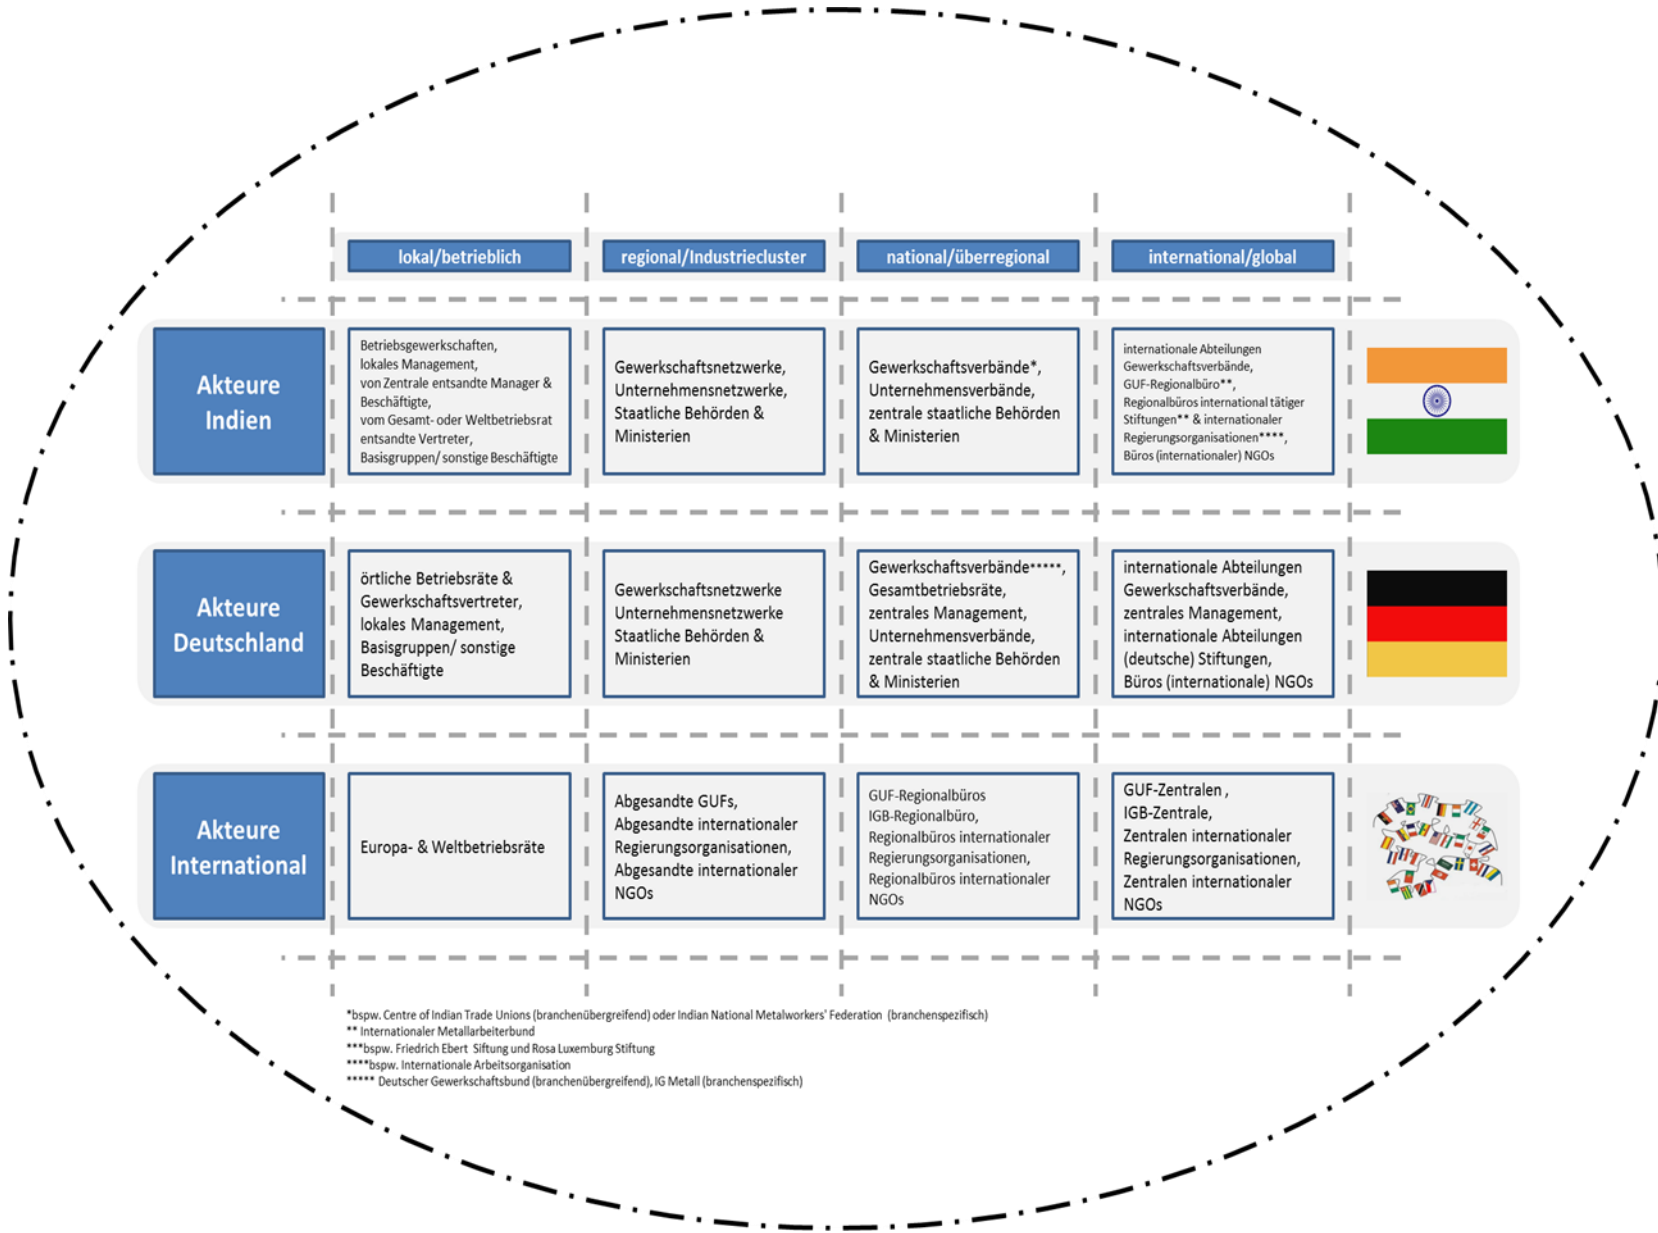 lokal/betrieblich
regional/Industriecluster
national/überregional
international/global
Akteure
Indien
Betriebsgewerkschaften,
lokales Management,
von Zentrale entsandte Manager &
Beschäftigte,
vom Gesamt- oder Weltbetriebsrat
entsandte Vertreter,
Basisgruppen/ sonstige Beschäftigte
Gewerkschaftsnetzwerke,
Unternehmensnetzwerke,
Staatliche Behörden &
Ministerien
Gewerkschaftsverbände*,
Unternehmensverbände,
zentrale staatliche Behörden
& Ministerien
internationale Abteilungen
Gewerkschaftsverbände,
GUF-Regionalbüro**,
Regionalbüros international tätiger
Stiftungen** & internationaler
Regierungsorganisationen****,
Büros (internationaler) NGOs
Akteure
Deutschland
örtliche Betriebsräte &
Gewerkschaftsvertreter,
lokales Management,
Basisgruppen/ sonstige
Beschäftigte
Gewerkschaftsnetzwerke
Unternehmensnetzwerke
Staatliche Behörden &
Ministerien
Gewerkschaftsverbände*****,
Gesamtbetriebsräte,
zentrales Management,
Unternehmensverbände,
zentrale staatliche Behörden
& Ministerien
internationale Abteilungen
Gewerkschaftsverbände,
zentrales Management,
internationale Abteilungen
(deutsche) Stiftungen,
Büros (internationale) NGOs
Akteure
International
Europa- & Weltbetriebsräte
Abgesandte GUFs,
Abgesandte internationaler
Regierungsorganisationen,
Abgesandte internationaler
NGOs
GUF-Regionalbüros
IGB-Regionalbüro,
Regionalbüros internationaler
Regierungsorganisationen,
Regionalbüros internationaler
NGOs
GUF-Zentralen ,
IGB-Zentrale,
Zentralen internationaler
Regierungsorganisationen,
Zentralen internationaler
NGOs
*bspw. Centre of Indian Trade Unions (branchenübergreifend) oder Indian National Metalworkers' Federation (branchenspezifisch)
** Internationaler Metallarbeiterbund
***bspw. Friedrich Ebert Siftung und Rosa Luxemburg Stiftung
****bspw. Internationale Arbeitsorganisation
***** Deutscher Gewerkschaftsbund (branchenübergreifend), IG Metall (branchenspezifisch)